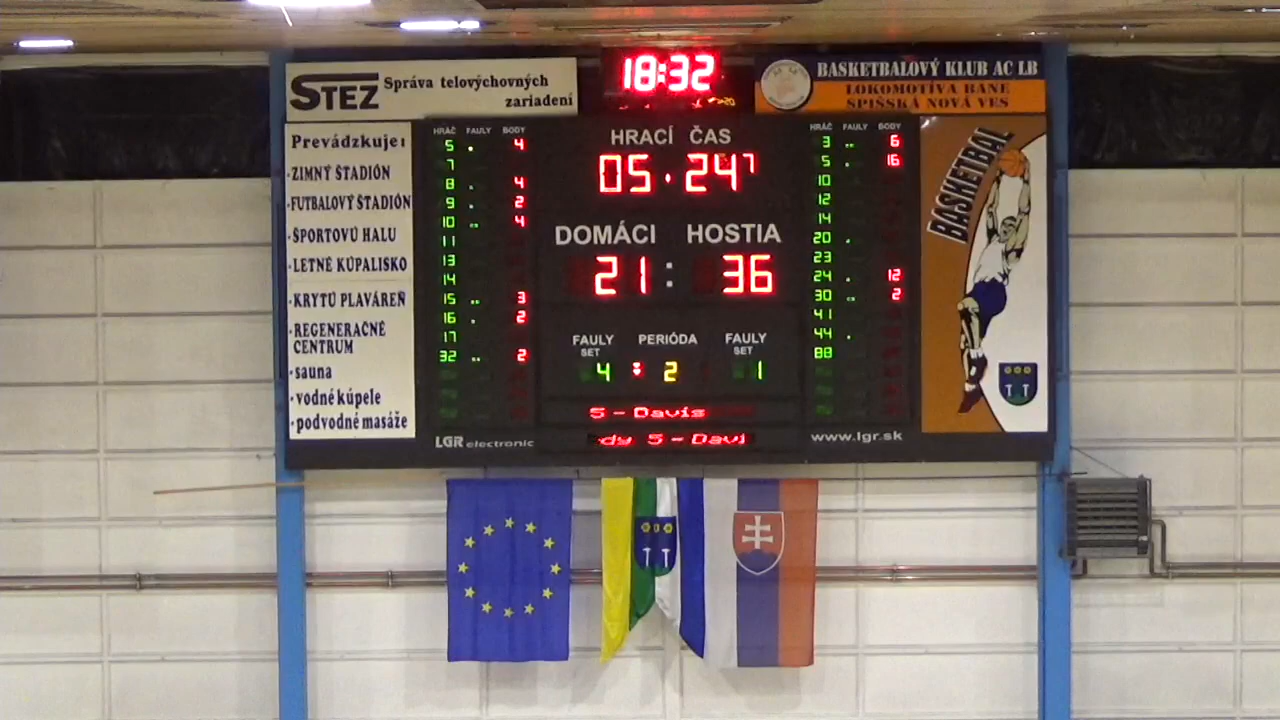 18:32
STEZ Správa telovýchovných
zariadení
BASKETBALOVÝ KLUB AC LB
LOKOMOTÍVA BANE
SPIŠSKÁ NOVÁ VES
Prevádzkuje:
-ZIMNÝ ŠTADIÓN
-FUTBALOVÝ ŠTADIÓN
-ŠPORTOVÚ HALU
-LETNÉ KÚPALISKO
-KRYTÚ PLAVÁREŇ
-REGENERAČNÉ
CENTRUM
-sauna
-vodné kúpele
-podvodné masáže
HRÁČ FAULY BODY
5 4
7
8 4
9 2
10 4
11
13
14
15 3
16 2
17
32 2
LGR electronic
HRACÍ ČAS
05.24
DOMÁCI HOSTIA
21:36
FAULY PERIÓDA FAULY
SET SET
4 2 1
5-Davis
dy 5-Davi
HRÁČ FAULY BODY
3 6
5 16
10
12
14
20
23
24 12
30 2
41
44
88
www.lgr.sk
BASKETBAL